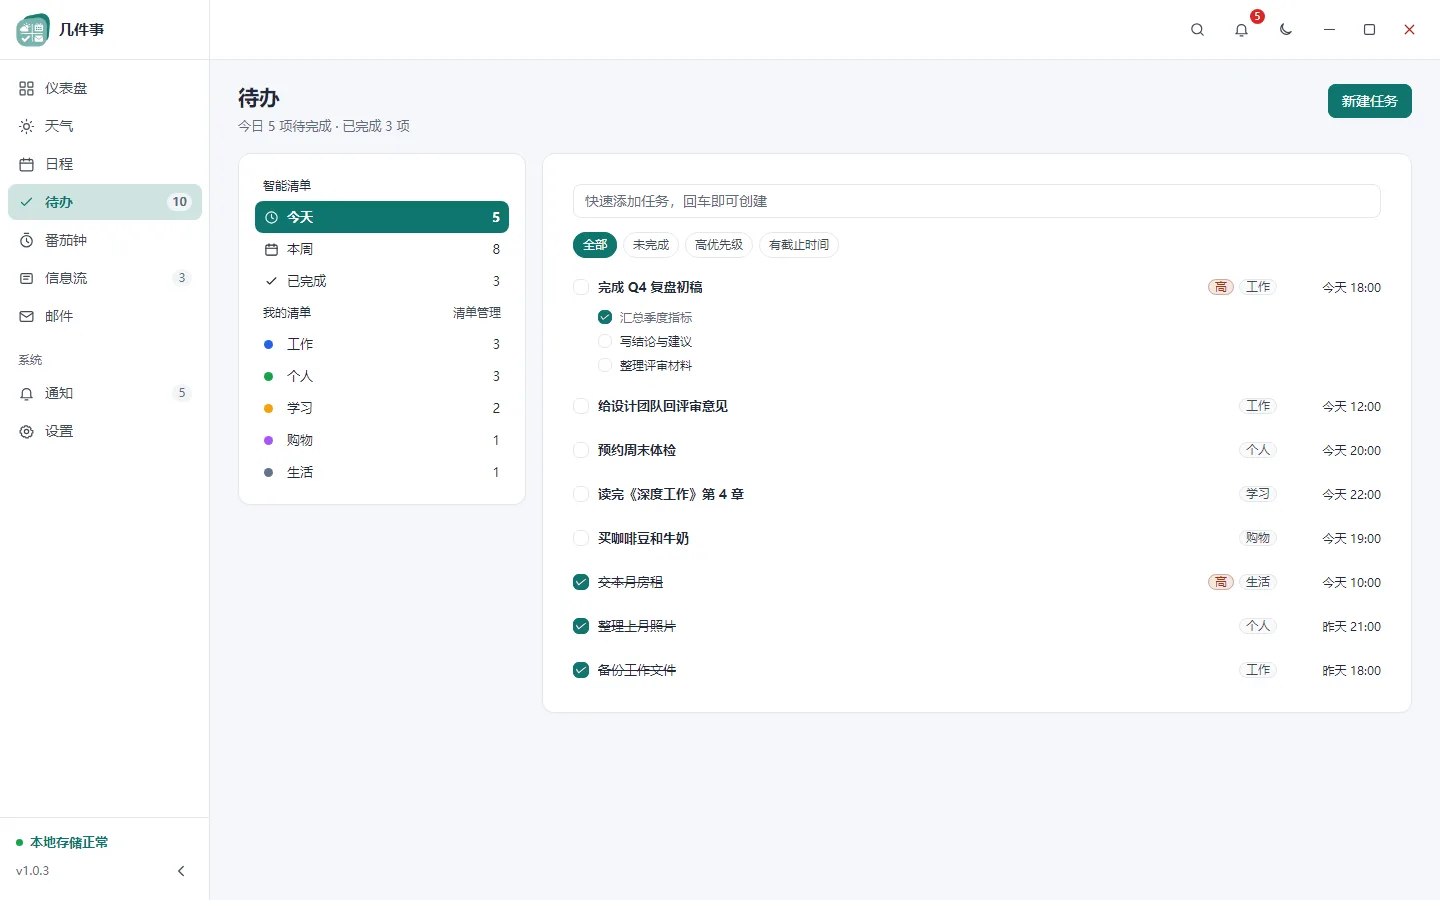 几件事
5
仪表盘
天气
日程
待办 10
番茄钟
信息流 3
邮件
系统
通知 5
设置
本地存储正常
v1.0.3
待办
今日 5 项待完成 · 已完成 3 项
新建任务
智能清单
今天 5
本周 8
已完成 3
我的清单 清单管理
工作 3
个人 3
学习 2
购物 1
生活 1
快速添加任务，回车即可创建
全部 未完成 高优先级 有截止时间
完成 Q4 复盘初稿 高 工作 今天 18:00
汇总季度指标
写结论与建议
整理评审材料
给设计团队回评审意见 工作 今天 12:00
预约周末体检 个人 今天 20:00
读完《深度工作》第 4 章 学习 今天 22:00
买咖啡豆和牛奶 购物 今天 19:00
交本月房租 高 生活 今天 10:00
整理上月照片 个人 昨天 21:00
备份工作文件 工作 昨天 18:00